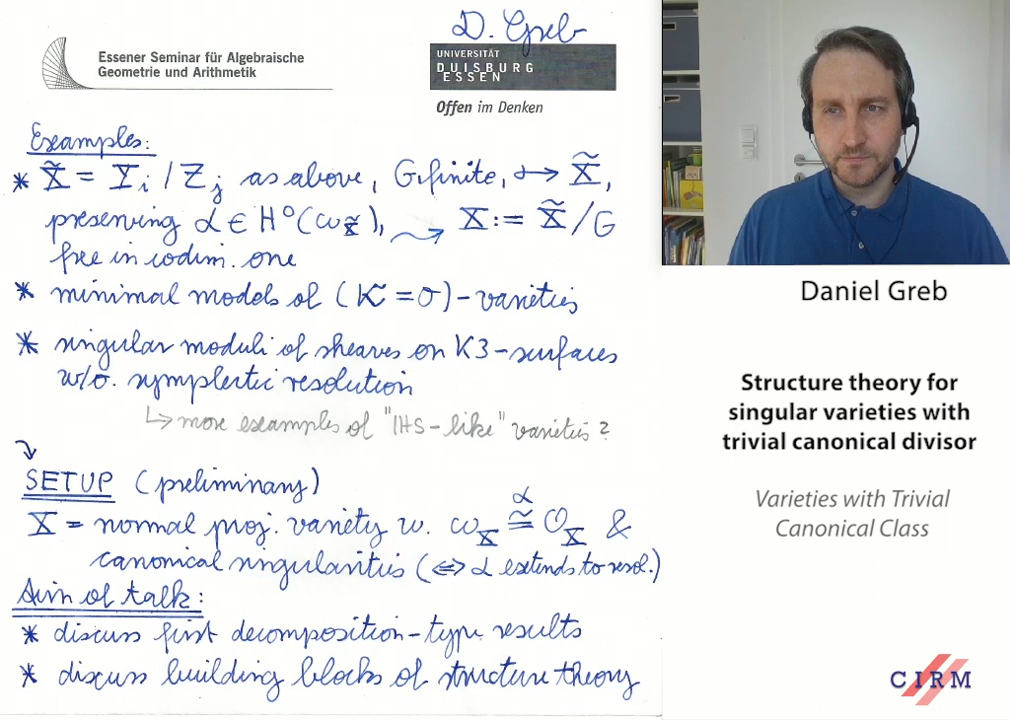 D. Greb
Essener Seminar für Algebraische
Geometrie und Arithmetik
UNIVERSITÄT
DUISBURG
ESSEN
Offen im Denken
Examples:
* X̃ = Y_i / Z_j as above, G finite, ↪ X̃,
preserving α ∈ H⁰(ω_X̃), ⇝ X := X̃/G
free in codim. one
* minimal models of (K = 0)-varieties
* singular moduli of sheaves on K3-surfaces
w/o. symplectic resolution
↳ more examples of "IHS-like" varieties?
SETUP (preliminary)
X = normal proj. variety w. ω_X ≅^α O_X &
canonical singularities (⇔ α extends to resol.)
Aim of talk:
* discuss first decomposition-type results
* discuss building blocks of structure theory
Daniel Greb
Structure theory for
singular varieties with
trivial canonical divisor
Varieties with Trivial
Canonical Class
CIRM